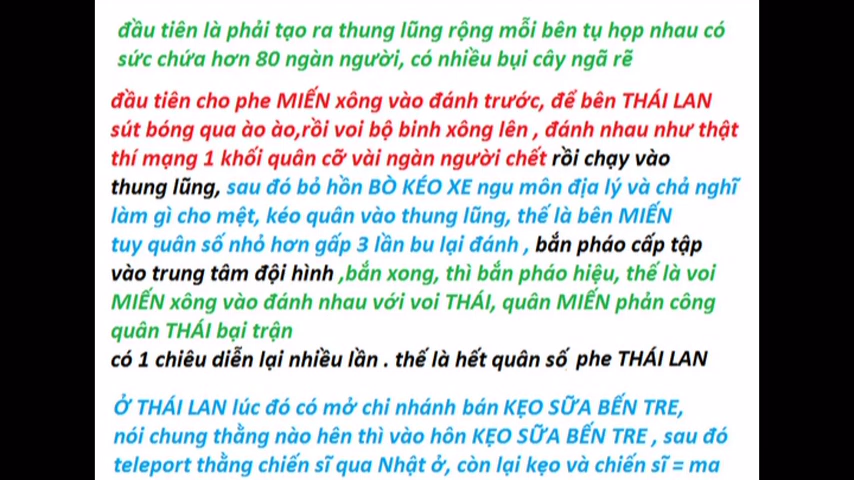 đầu tiên là phải tạo ra thung lũng rộng mỗi bên tụ họp nhau có
sức chứa hơn 80 ngàn người, có nhiều bụi cây ngã rẽ
đầu tiên cho phe MIẾN xông vào đánh trước, để bên THÁI LAN
sút bóng qua ào ào,rồi voi bộ binh xông lên , đánh nhau như thật
thí mạng 1 khối quân cỡ vài ngàn người chết rồi chạy vào
thung lũng, sau đó bỏ hồn BÒ KÉO XE ngu môn địa lý và chả nghĩ
làm gì cho mệt, kéo quân vào thung lũng, thế là bên MIẾN
tuy quân số nhỏ hơn gấp 3 lần bu lại đánh , bắn pháo cấp tập
vào trung tâm đội hình ,bắn xong, thì bắn pháo hiệu, thế là voi
MIẾN xông vào đánh nhau với voi THÁI, quân MIẾN phản công
quân THÁI bại trận
có 1 chiêu diễn lại nhiều lần . thế là hết quân số phe THÁI LAN
Ở THÁI LAN lúc đó có mở chi nhánh bán KẸO SỮA BẾN TRE,
nói chung thằng nào hên thì vào hôn KẸO SỮA BẾN TRE , sau đó
teleport thằng chiến sĩ qua Nhật ở, còn lại kẹo và chiến sĩ = ma